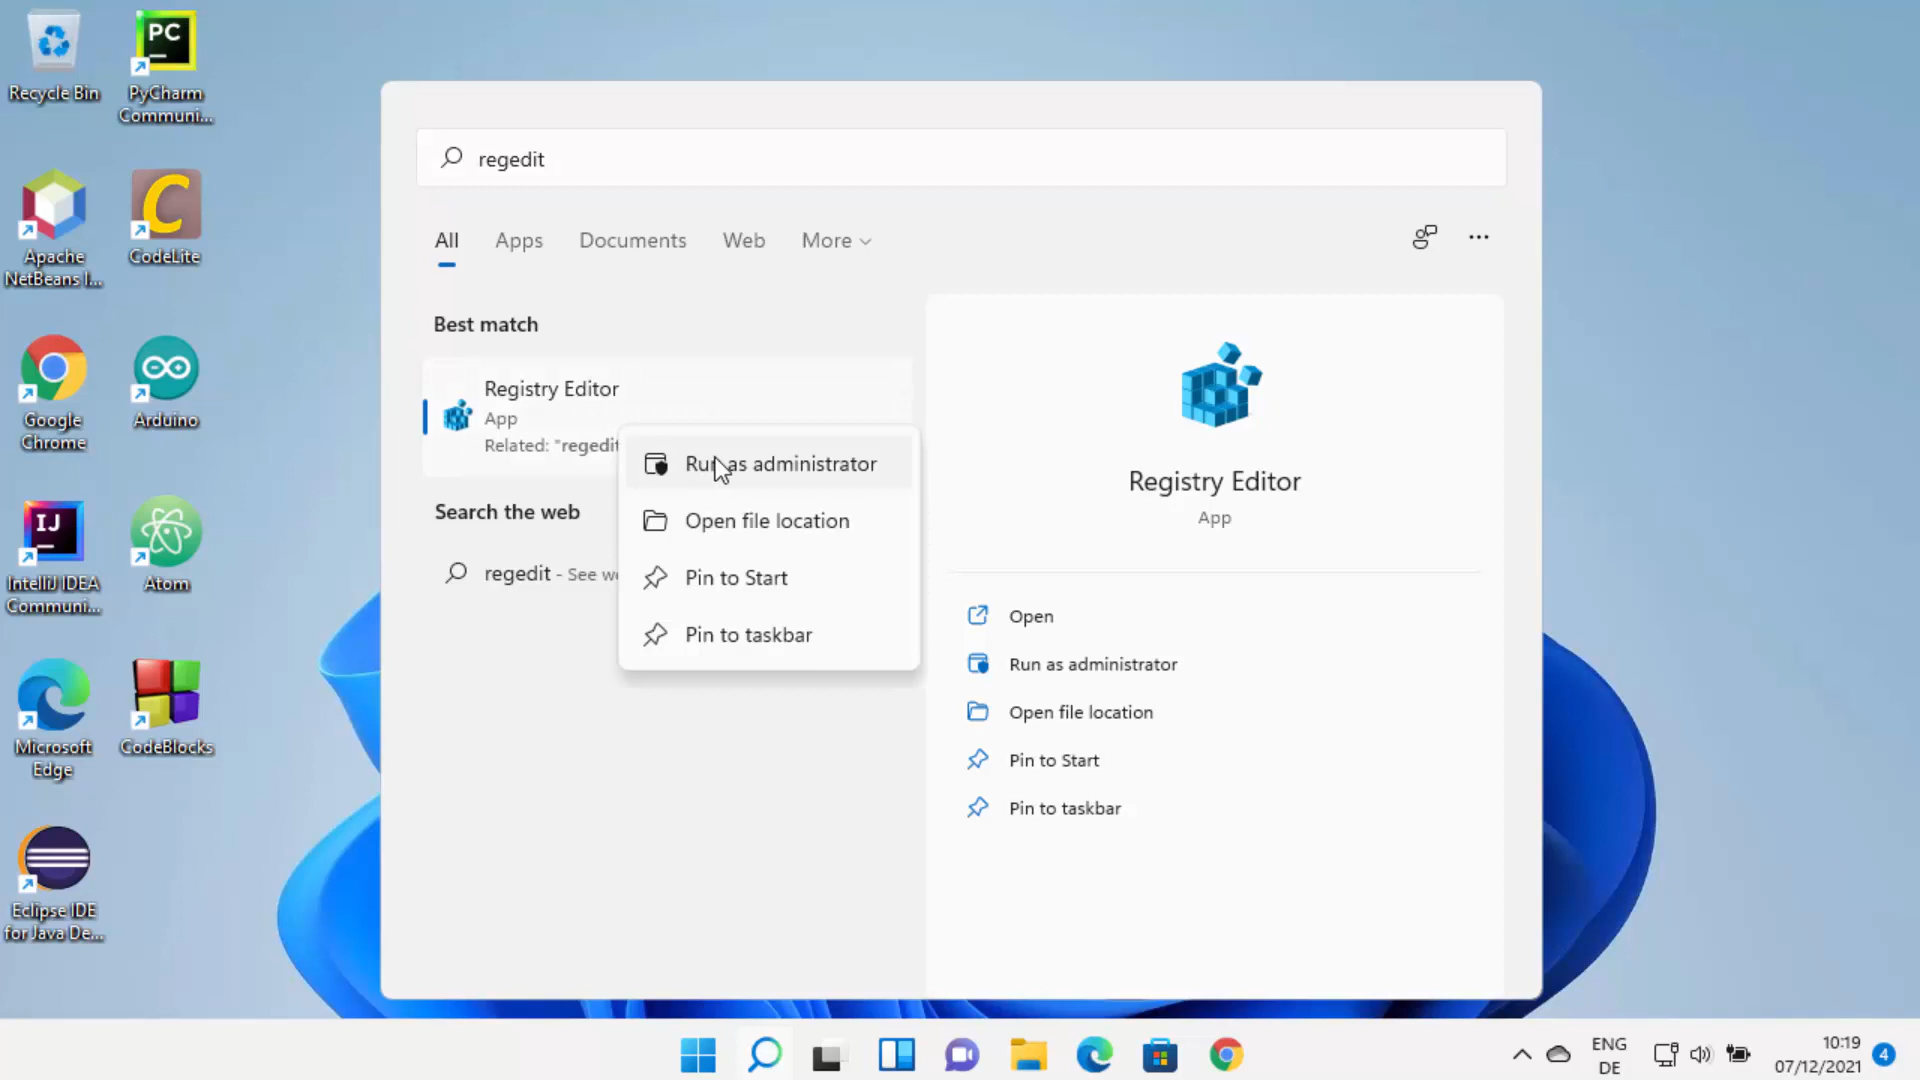 Recycle Bin
PC
PyCharm
Communi...
Apache
NetBeans I...
C
CodeLite
Google
Chrome
Arduino
IJ
IntelliJ IDEA
Communi...
Atom
Microsoft
Edge
CodeBlocks
Eclipse IDE
for Java De...
regedit
All
Apps
Documents
Web
More
Best match
Registry Editor
App
Related: "regedit
Search the web
regedit - See we
Run as administrator
Open file location
Pin to Start
Pin to taskbar
Registry Editor
App
Open
Run as administrator
Open file location
Pin to Start
Pin to taskbar
ENG
DE
10:19
07/12/2021
4